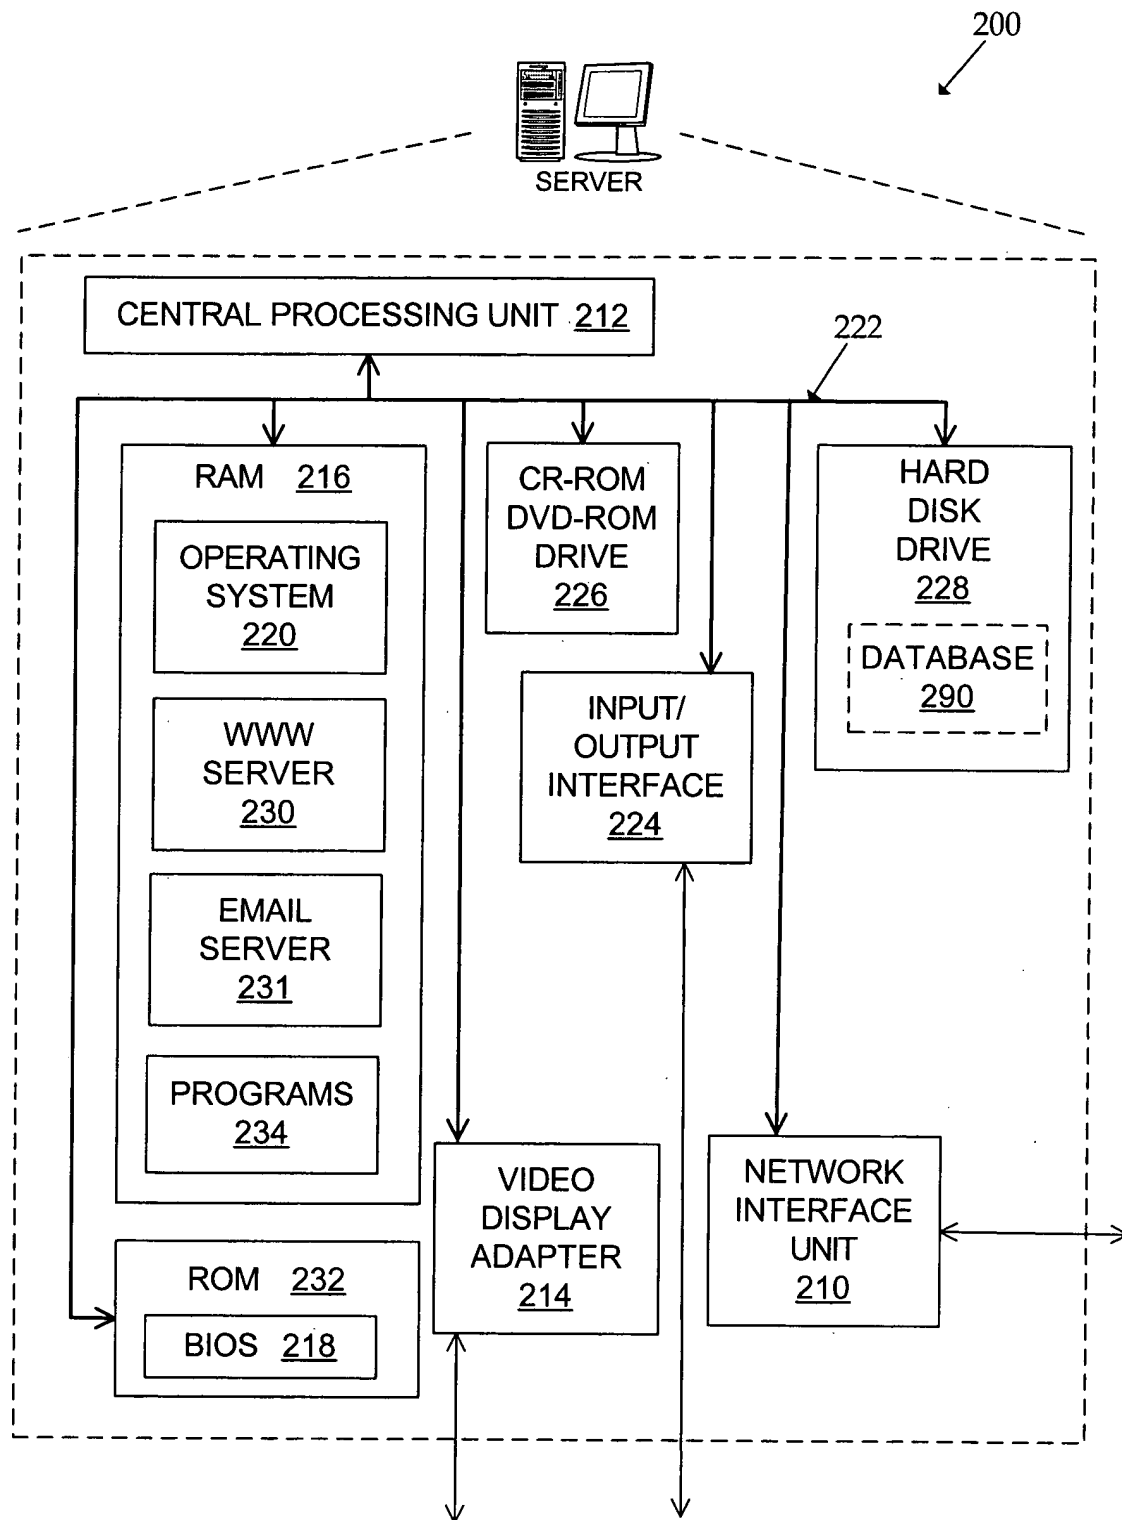 200
SERVER
CENTRAL PROCESSING UNIT 212
222
RAM 216
OPERATING
SYSTEM
220
WWW
SERVER
230
EMAIL
SERVER
231
PROGRAMS
234
ROM 232
BIOS 218
CR-ROM
DVD-ROM
DRIVE
226
INPUT/
OUTPUT
INTERFACE
224
HARD
DISK
DRIVE
228
DATABASE
290
VIDEO
DISPLAY
ADAPTER
214
NETWORK
INTERFACE
UNIT
210